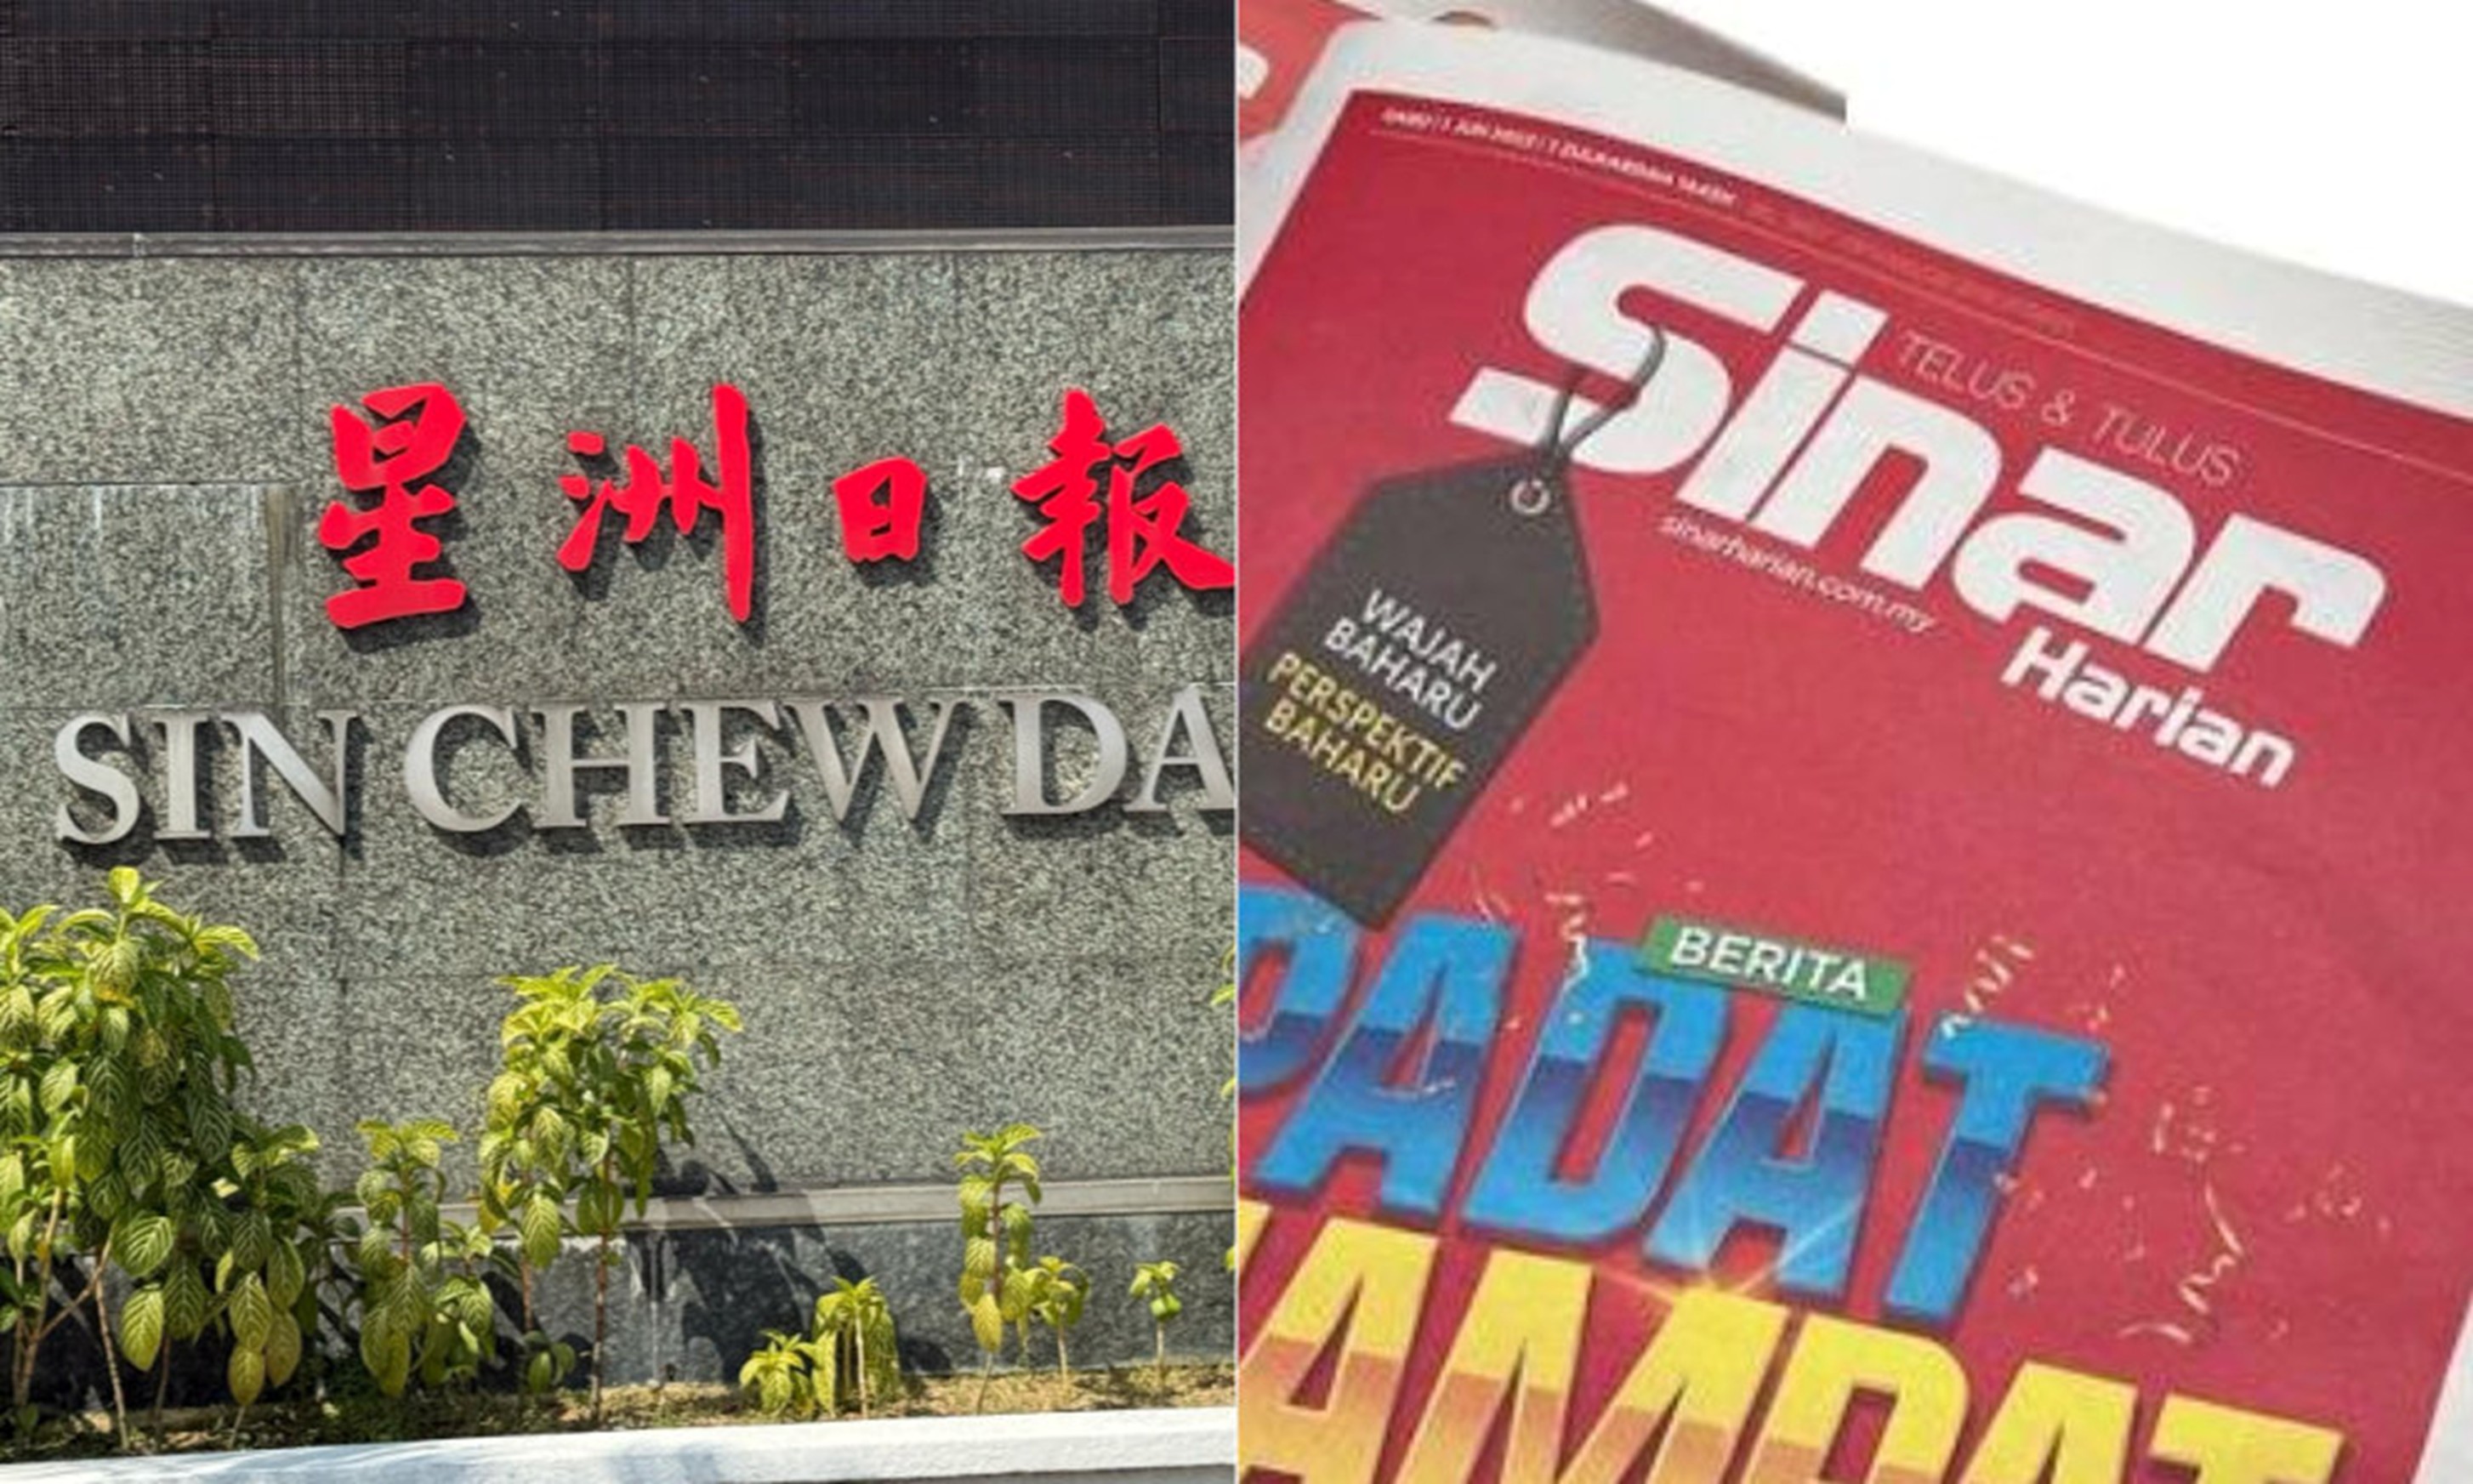 星洲日報
SIN CHEW DA
TELUS & TULUS
Sinar
Harian
sinarharian.com.my
WAJAH
BAHARU
PERSPEKTIF
BAHARU
BERITA
PADAT